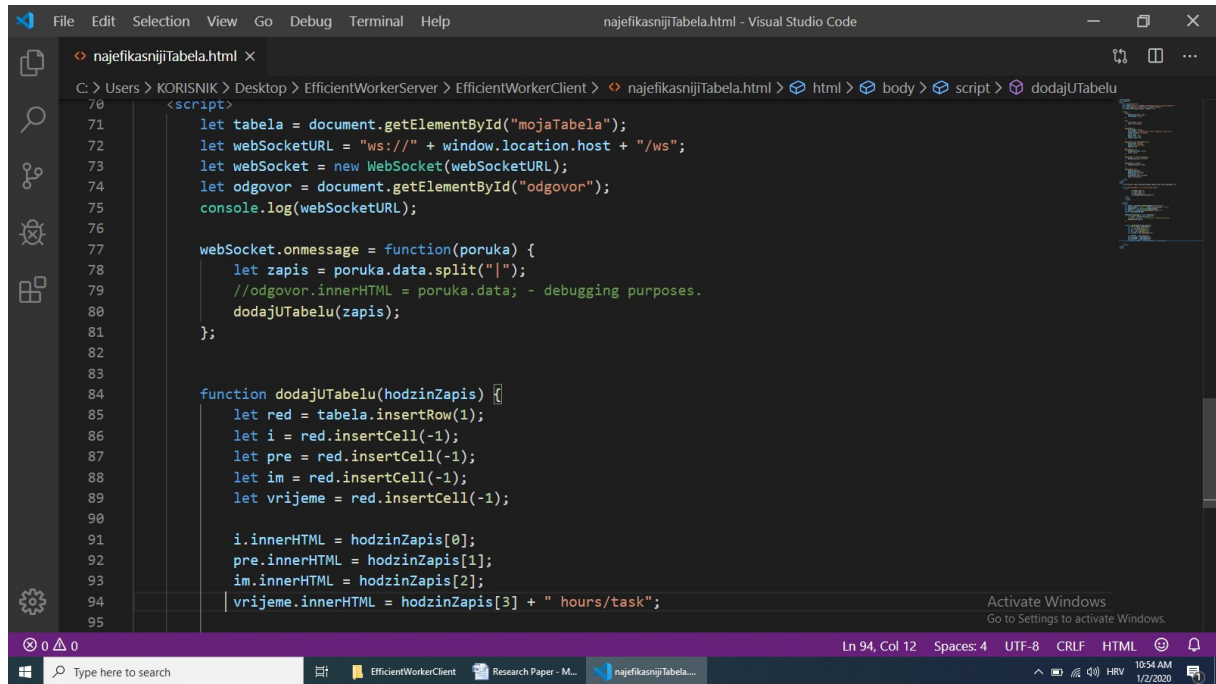 File Edit Selection View Go Debug Terminal Help najefikasnijiTabela.html - Visual Studio Code
najefikasnijiTabela.html
C: > Users > KORISNIK > Desktop > EfficientWorkerServer > EfficientWorkerClient > najefikasnijiTabela.html > html > body > script > dodajUTabelu
70 <script>
71 let tabela = document.getElementById("mojaTabela");
72 let webSocketURL = "ws://" + window.location.host + "/ws";
73 let webSocket = new WebSocket(webSocketURL);
74 let odgovor = document.getElementById("odgovor");
75 console.log(webSocketURL);
76
77 webSocket.onmessage = function(poruka) {
78 let zapis = poruka.data.split("|");
79 //odgovor.innerHTML = poruka.data; - debugging purposes.
80 dodajUTabelu(zapis);
81 };
82
83
84 function dodajUTabelu(hodzinZapis) {
85 let red = tabela.insertRow(1);
86 let i = red.insertCell(-1);
87 let pre = red.insertCell(-1);
88 let im = red.insertCell(-1);
89 let vrijeme = red.insertCell(-1);
90
91 i.innerHTML = hodzinZapis[0];
92 pre.innerHTML = hodzinZapis[1];
93 im.innerHTML = hodzinZapis[2];
94 vrijeme.innerHTML = hodzinZapis[3] + " hours/task";
95
Activate Windows
Go to Settings to activate Windows.
0 0 Ln 94, Col 12 Spaces: 4 UTF-8 CRLF HTML
Type here to search EfficientWorkerClient Research Paper - M... najefikasnijiTabela.... HRV 10:54 AM
1/2/2020